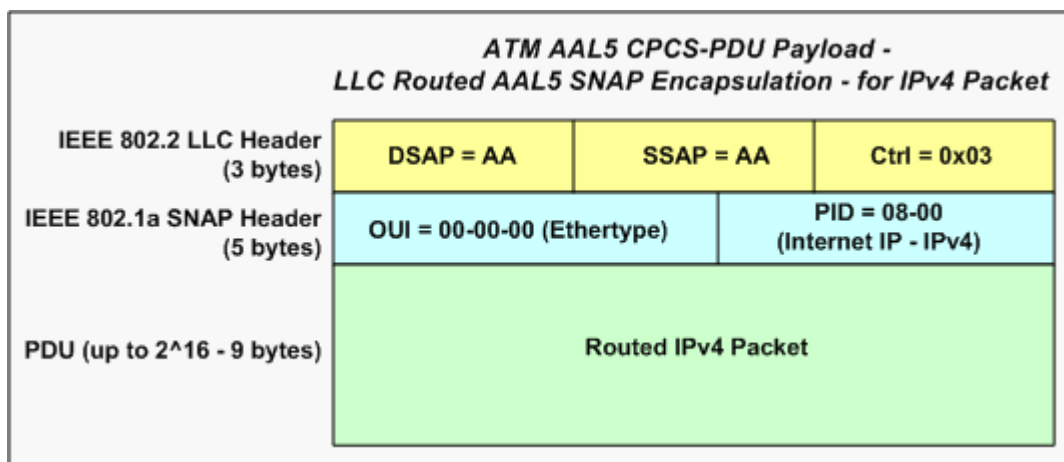 ATM AAL5 CPCS-PDU Payload -
LLC Routed AAL5 SNAP Encapsulation - for IPv4 Packet
IEEE 802.2 LLC Header
(3 bytes)
DSAP = AA
SSAP = AA
Ctrl = 0x03
IEEE 802.1a SNAP Header
(5 bytes)
OUI = 00-00-00 (Ethertype)
PID = 08-00
(Internet IP - IPv4)
PDU (up to 2^16 - 9 bytes)
Routed IPv4 Packet